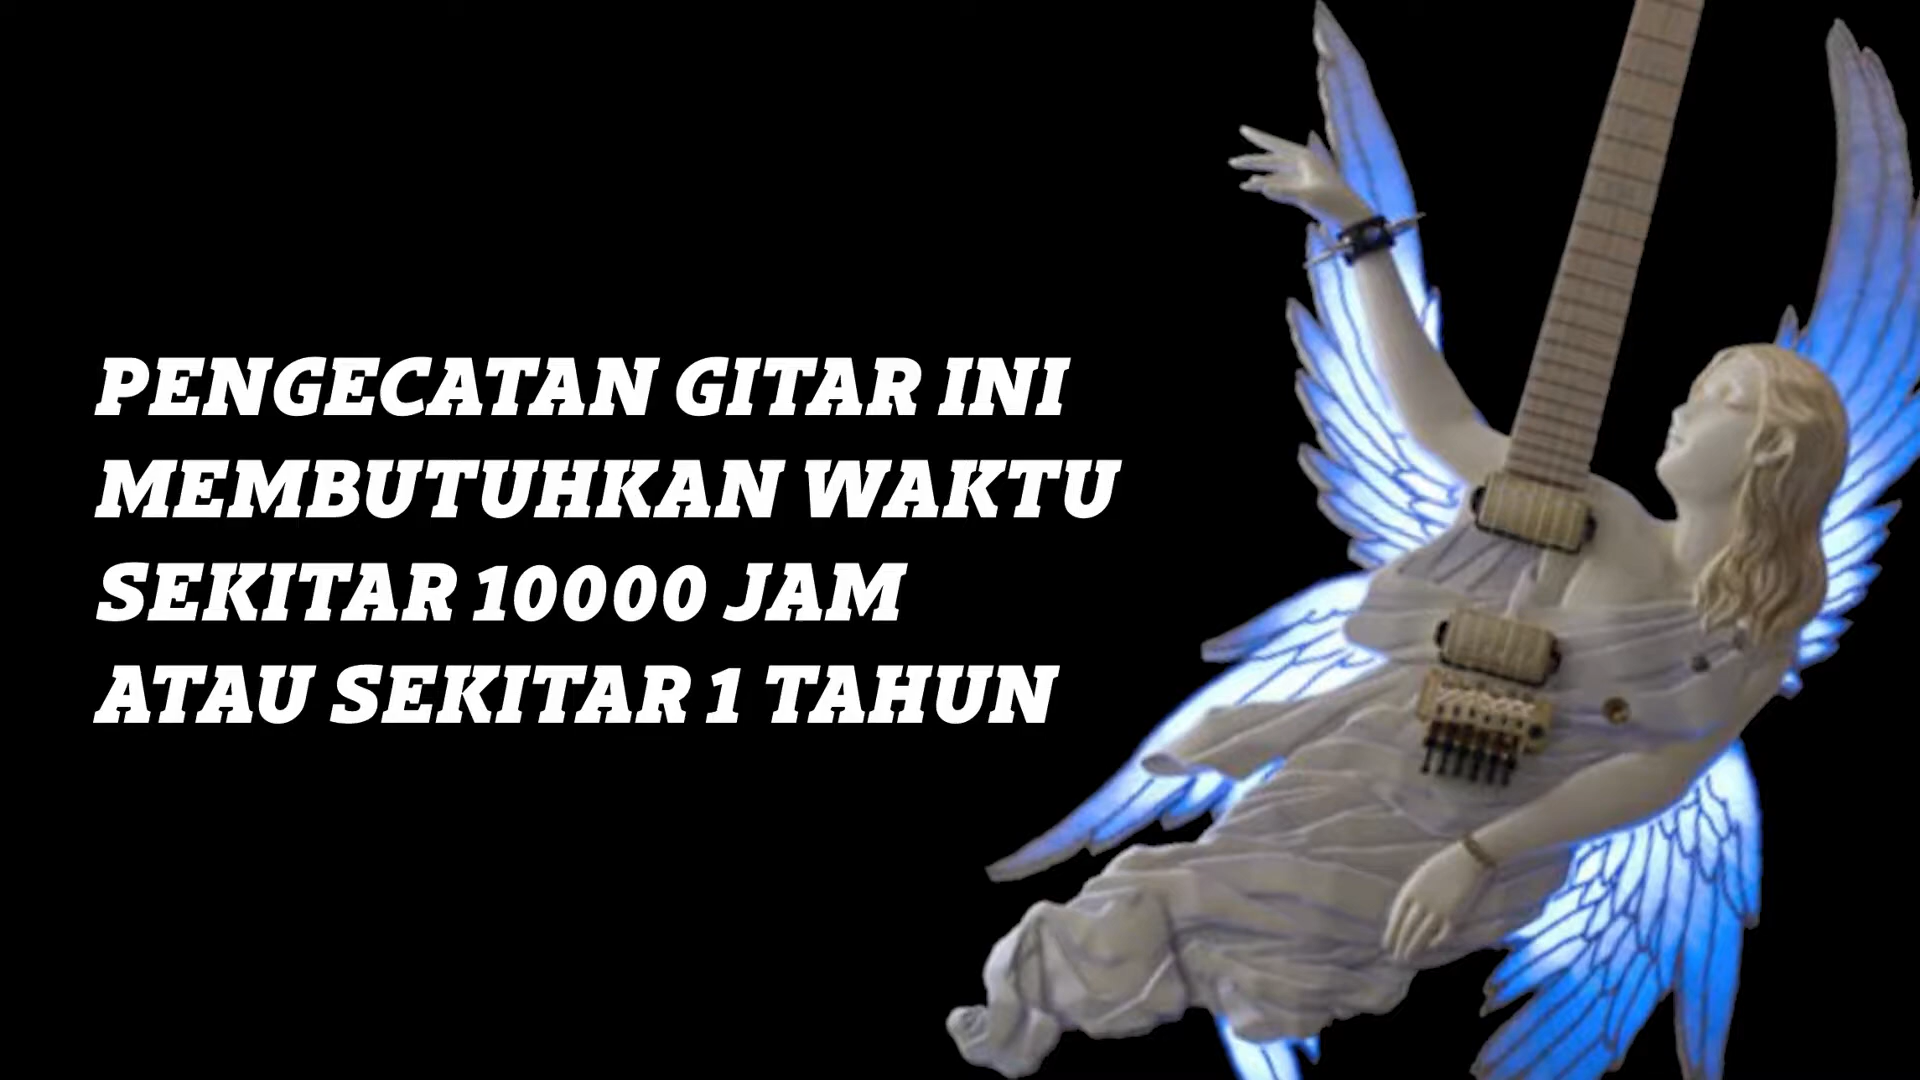 PENGECATAN GITAR INI
MEMBUTUHKAN WAKTU
SEKITAR 10000 JAM
ATAU SEKITAR 1 TAHUN